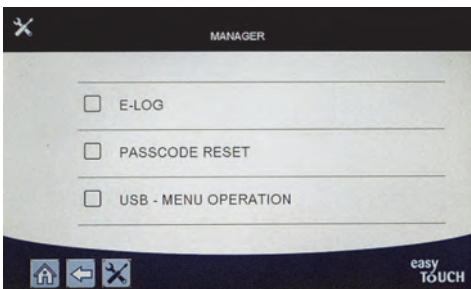 MANAGER
E-LOG
PASSCODE RESET
USB - MENU OPERATION
easy
TOUCH